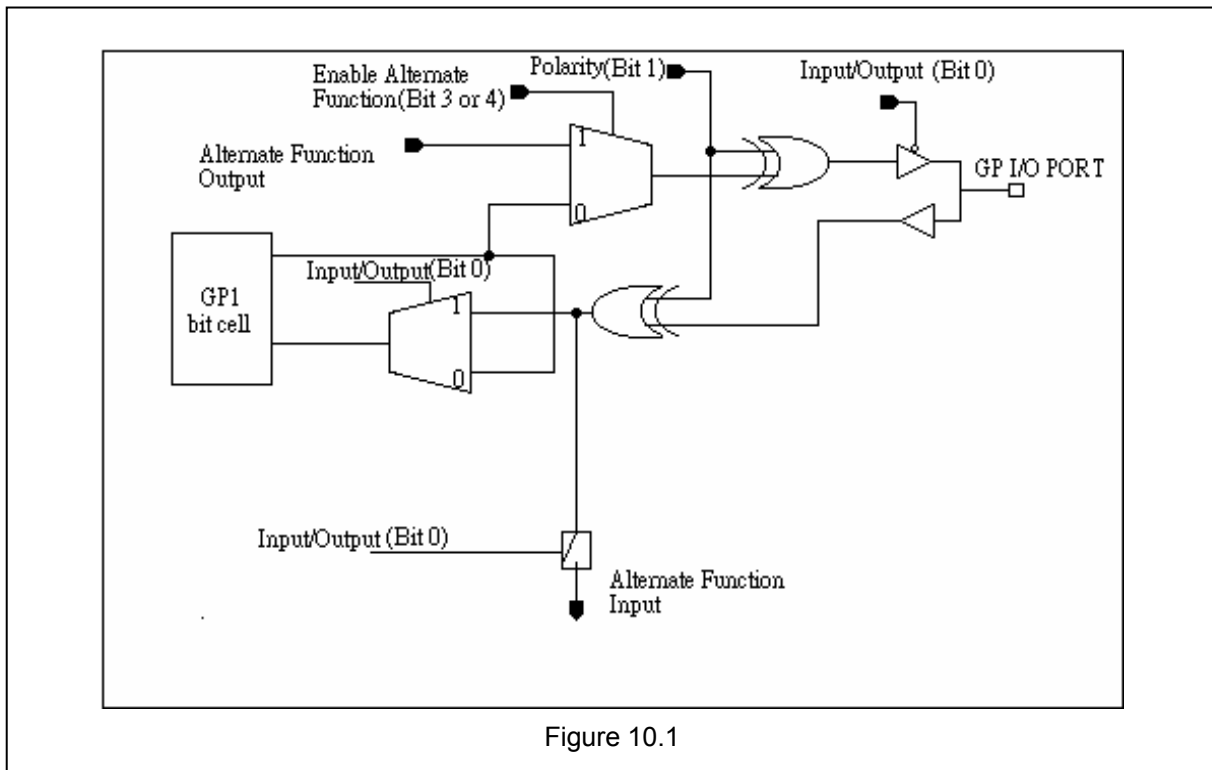 Enable Alternate
Function(Bit 3 or 4)
Polarity(Bit 1)
Input/Output (Bit 0)
Alternate Function
Output
1
0
GP I/O PORT
GP1
bit cell
Input/Output(Bit 0)
1
0
Input/Output (Bit 0)
Alternate Function
Input
.
Figure 10.1